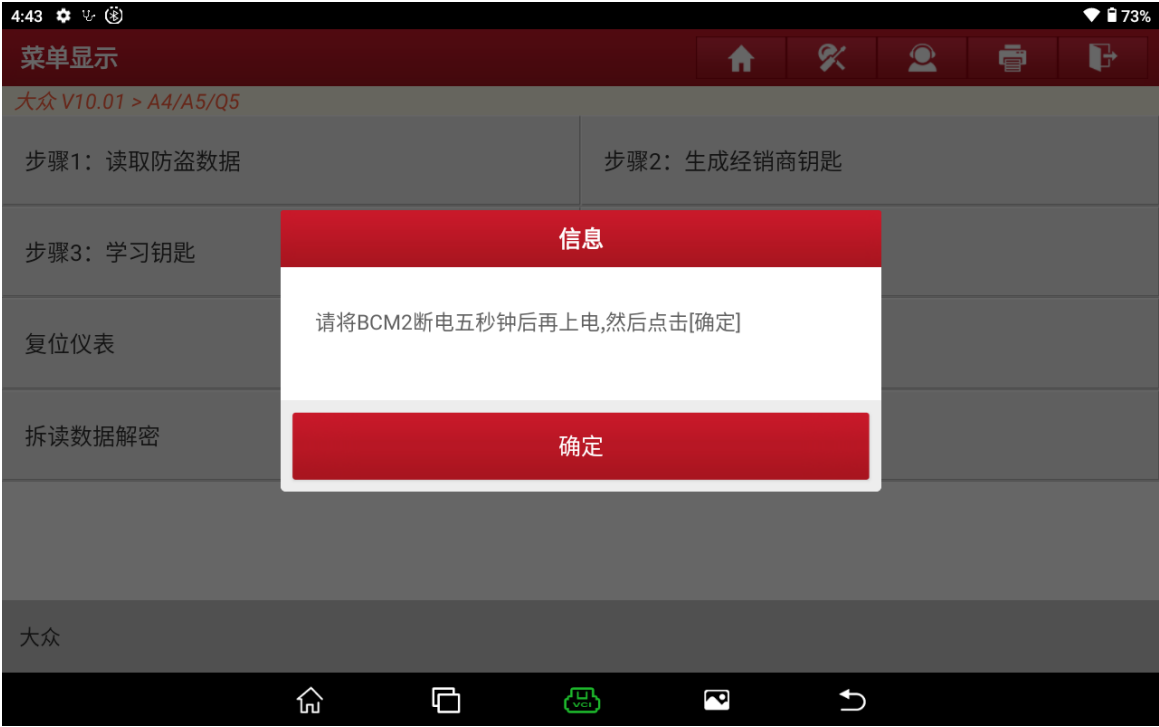 4:43 73%
菜单显示
大众 V10.01 > A4/A5/Q5
步骤1：读取防盗数据
步骤2：生成经销商钥匙
步骤3：学习钥匙
信息
请将BCM2断电五秒钟后再上电,然后点击[确定]
确定
复位仪表
拆读数据解密
大众
VCI